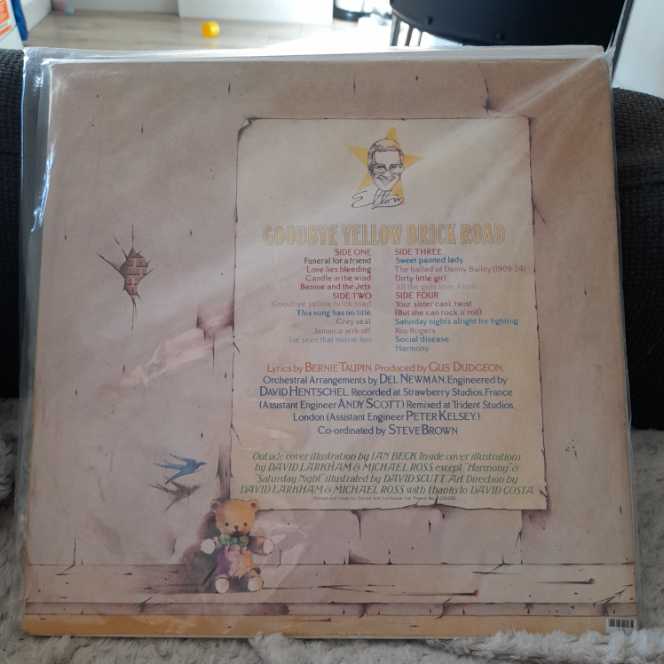 Elton
GOODBYE YELLOW BRICK ROAD
SIDE ONE
Funeral for a friend
Love lies bleeding
Candle in the wind
Bennie and the Jets
SIDE TWO
Goodbye yellow brick road
This song has no title
Grey seal
Jamaica jerk off
I've seen that movie too
SIDE THREE
Sweet painted lady
The ballad of Danny Bailey (1909-34)
Dirty little girl
All the girls love Alice
SIDE FOUR
Your sister can't twist
(But she can rock n roll)
Saturday nights alright for fighting
Roy Rogers
Social disease
Harmony
Lyrics by BERNIE TAUPIN. Produced by GUS DUDGEON.
Orchestral Arrangements by DEL NEWMAN. Engineered by
DAVID HENTSCHEL. Recorded at Strawberry Studios, France
(Assistant Engineer ANDY SCOTT) Remixed at Trident Studios,
London (Assistant Engineer PETER KELSEY.)
Co-ordinated by STEVE BROWN
Outside cover illustration by IAN BECK Inside cover illustrations
by DAVID LARKHAM & MICHAEL ROSS except "Harmony" &
"Saturday Night" illustrated by DAVID SCUTT Art Direction by
DAVID LARKHAM & MICHAEL ROSS with thanks to DAVID COSTA